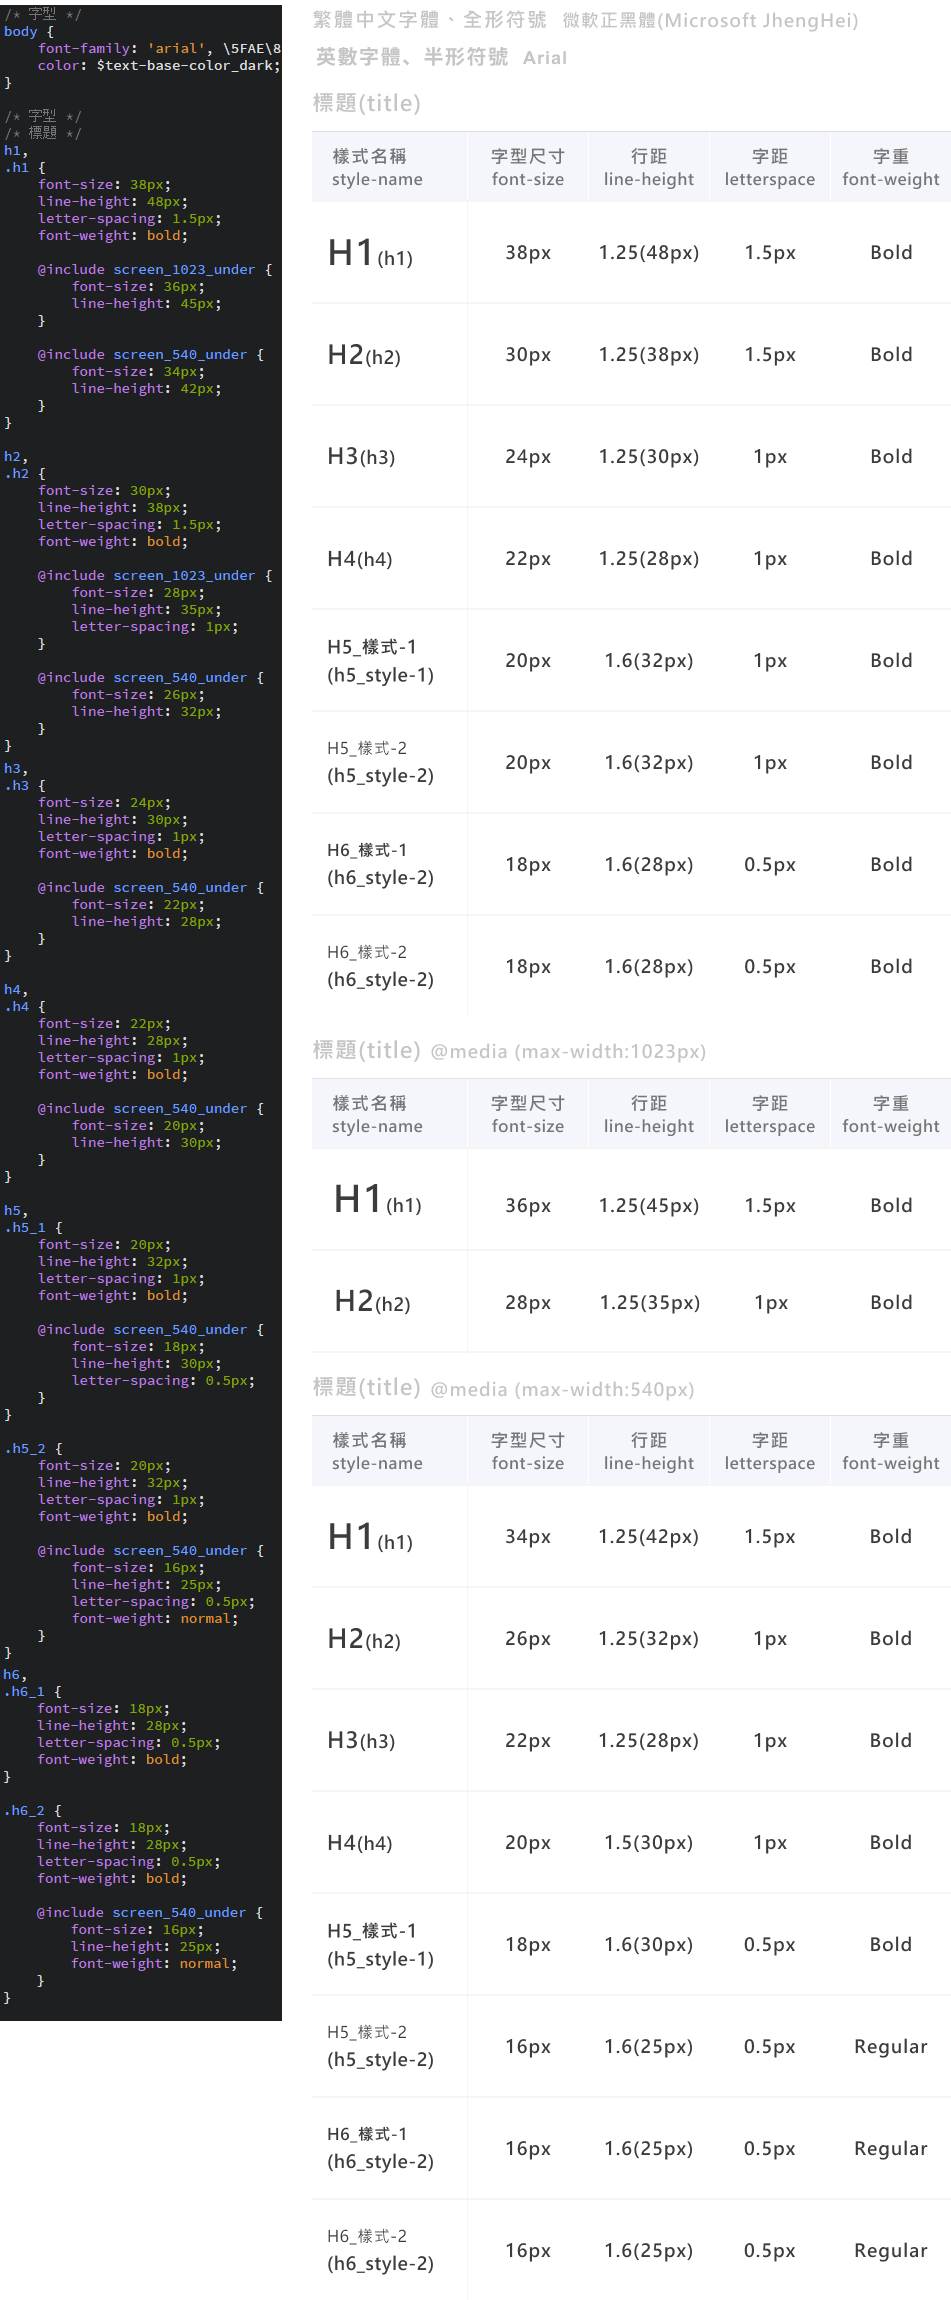 /* 字型 */
body {
font-family: 'arial', \5FAE\8
color: $text-base-color_dark;
}
/* 字型 */
/* 標題 */
h1,
.h1 {
font-size: 38px;
line-height: 48px;
letter-spacing: 1.5px;
font-weight: bold;
@include screen_1023_under {
font-size: 36px;
line-height: 45px;
}
@include screen_540_under {
font-size: 34px;
line-height: 42px;
}
}
h2,
.h2 {
font-size: 30px;
line-height: 38px;
letter-spacing: 1.5px;
font-weight: bold;
@include screen_1023_under {
font-size: 28px;
line-height: 35px;
letter-spacing: 1px;
}
@include screen_540_under {
font-size: 26px;
line-height: 32px;
}
}
h3,
.h3 {
font-size: 24px;
line-height: 30px;
letter-spacing: 1px;
font-weight: bold;
@include screen_540_under {
font-size: 22px;
line-height: 28px;
}
}
h4,
.h4 {
font-size: 22px;
line-height: 28px;
letter-spacing: 1px;
font-weight: bold;
@include screen_540_under {
font-size: 20px;
line-height: 30px;
}
}
h5,
.h5_1 {
font-size: 20px;
line-height: 32px;
letter-spacing: 1px;
font-weight: bold;
@include screen_540_under {
font-size: 18px;
line-height: 30px;
letter-spacing: 0.5px;
}
}
.h5_2 {
font-size: 20px;
line-height: 32px;
letter-spacing: 1px;
font-weight: bold;
@include screen_540_under {
font-size: 16px;
line-height: 25px;
letter-spacing: 0.5px;
font-weight: normal;
}
}
h6,
.h6_1 {
font-size: 18px;
line-height: 28px;
letter-spacing: 0.5px;
font-weight: bold;
}
.h6_2 {
font-size: 18px;
line-height: 28px;
letter-spacing: 0.5px;
font-weight: bold;
@include screen_540_under {
font-size: 16px;
line-height: 25px;
font-weight: normal;
}
}
繁體中文字體、全形符號 微軟正黑體(Microsoft JhengHei)
英數字體、半形符號 Arial
標題(title)
樣式名稱 字型尺寸 行距 字距 字重
style-name font-size line-height letterspace font-weight
H1(h1) 38px 1.25(48px) 1.5px Bold
H2(h2) 30px 1.25(38px) 1.5px Bold
H3(h3) 24px 1.25(30px) 1px Bold
H4(h4) 22px 1.25(28px) 1px Bold
H5_樣式-1
(h5_style-1) 20px 1.6(32px) 1px Bold
H5_樣式-2
(h5_style-2) 20px 1.6(32px) 1px Bold
H6_樣式-1
(h6_style-2) 18px 1.6(28px) 0.5px Bold
H6_樣式-2
(h6_style-2) 18px 1.6(28px) 0.5px Bold
標題(title) @media (max-width:1023px)
樣式名稱 字型尺寸 行距 字距 字重
style-name font-size line-height letterspace font-weight
H1(h1) 36px 1.25(45px) 1.5px Bold
H2(h2) 28px 1.25(35px) 1px Bold
標題(title) @media (max-width:540px)
樣式名稱 字型尺寸 行距 字距 字重
style-name font-size line-height letterspace font-weight
H1(h1) 34px 1.25(42px) 1.5px Bold
H2(h2) 26px 1.25(32px) 1px Bold
H3(h3) 22px 1.25(28px) 1px Bold
H4(h4) 20px 1.5(30px) 1px Bold
H5_樣式-1
(h5_style-1) 18px 1.6(30px) 0.5px Bold
H5_樣式-2
(h5_style-2) 16px 1.6(25px) 0.5px Regular
H6_樣式-1
(h6_style-2) 16px 1.6(25px) 0.5px Regular
H6_樣式-2
(h6_style-2) 16px 1.6(25px) 0.5px Regular